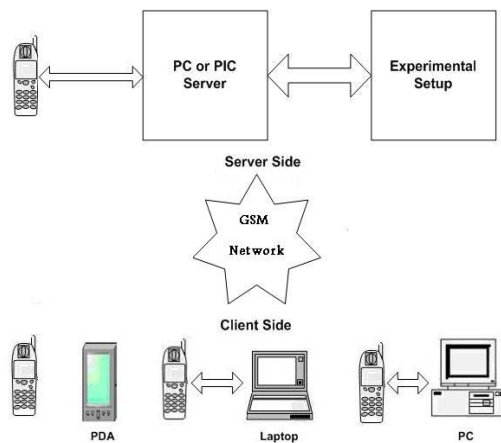 PC or PIC
Server
Experimental
Setup
Server Side
GSM
Network
Client Side
PDA
Laptop
PC